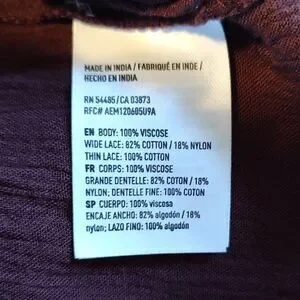 MADE IN INDIA / FABRIQUÉ EN INDE /
HECHO EN INDIA
RN 54485/CA 03873
RFC# AEM120605U9A
EN BODY: 100% VISCOSE
WIDE LACE: 82% COTTON / 18% NYLON
THIN LACE: 100% COTTON
FR CORPS: 100% VISCOSE
GRANDE DENTELLE: 82% COTON / 18%
NYLON; DENTELLE FINE: 100% COTON
SP CUERPO: 100% viscosa
ENCAJE ANCHO: 82% algodón / 18%
nylon; LAZO FINO: 100% algodón